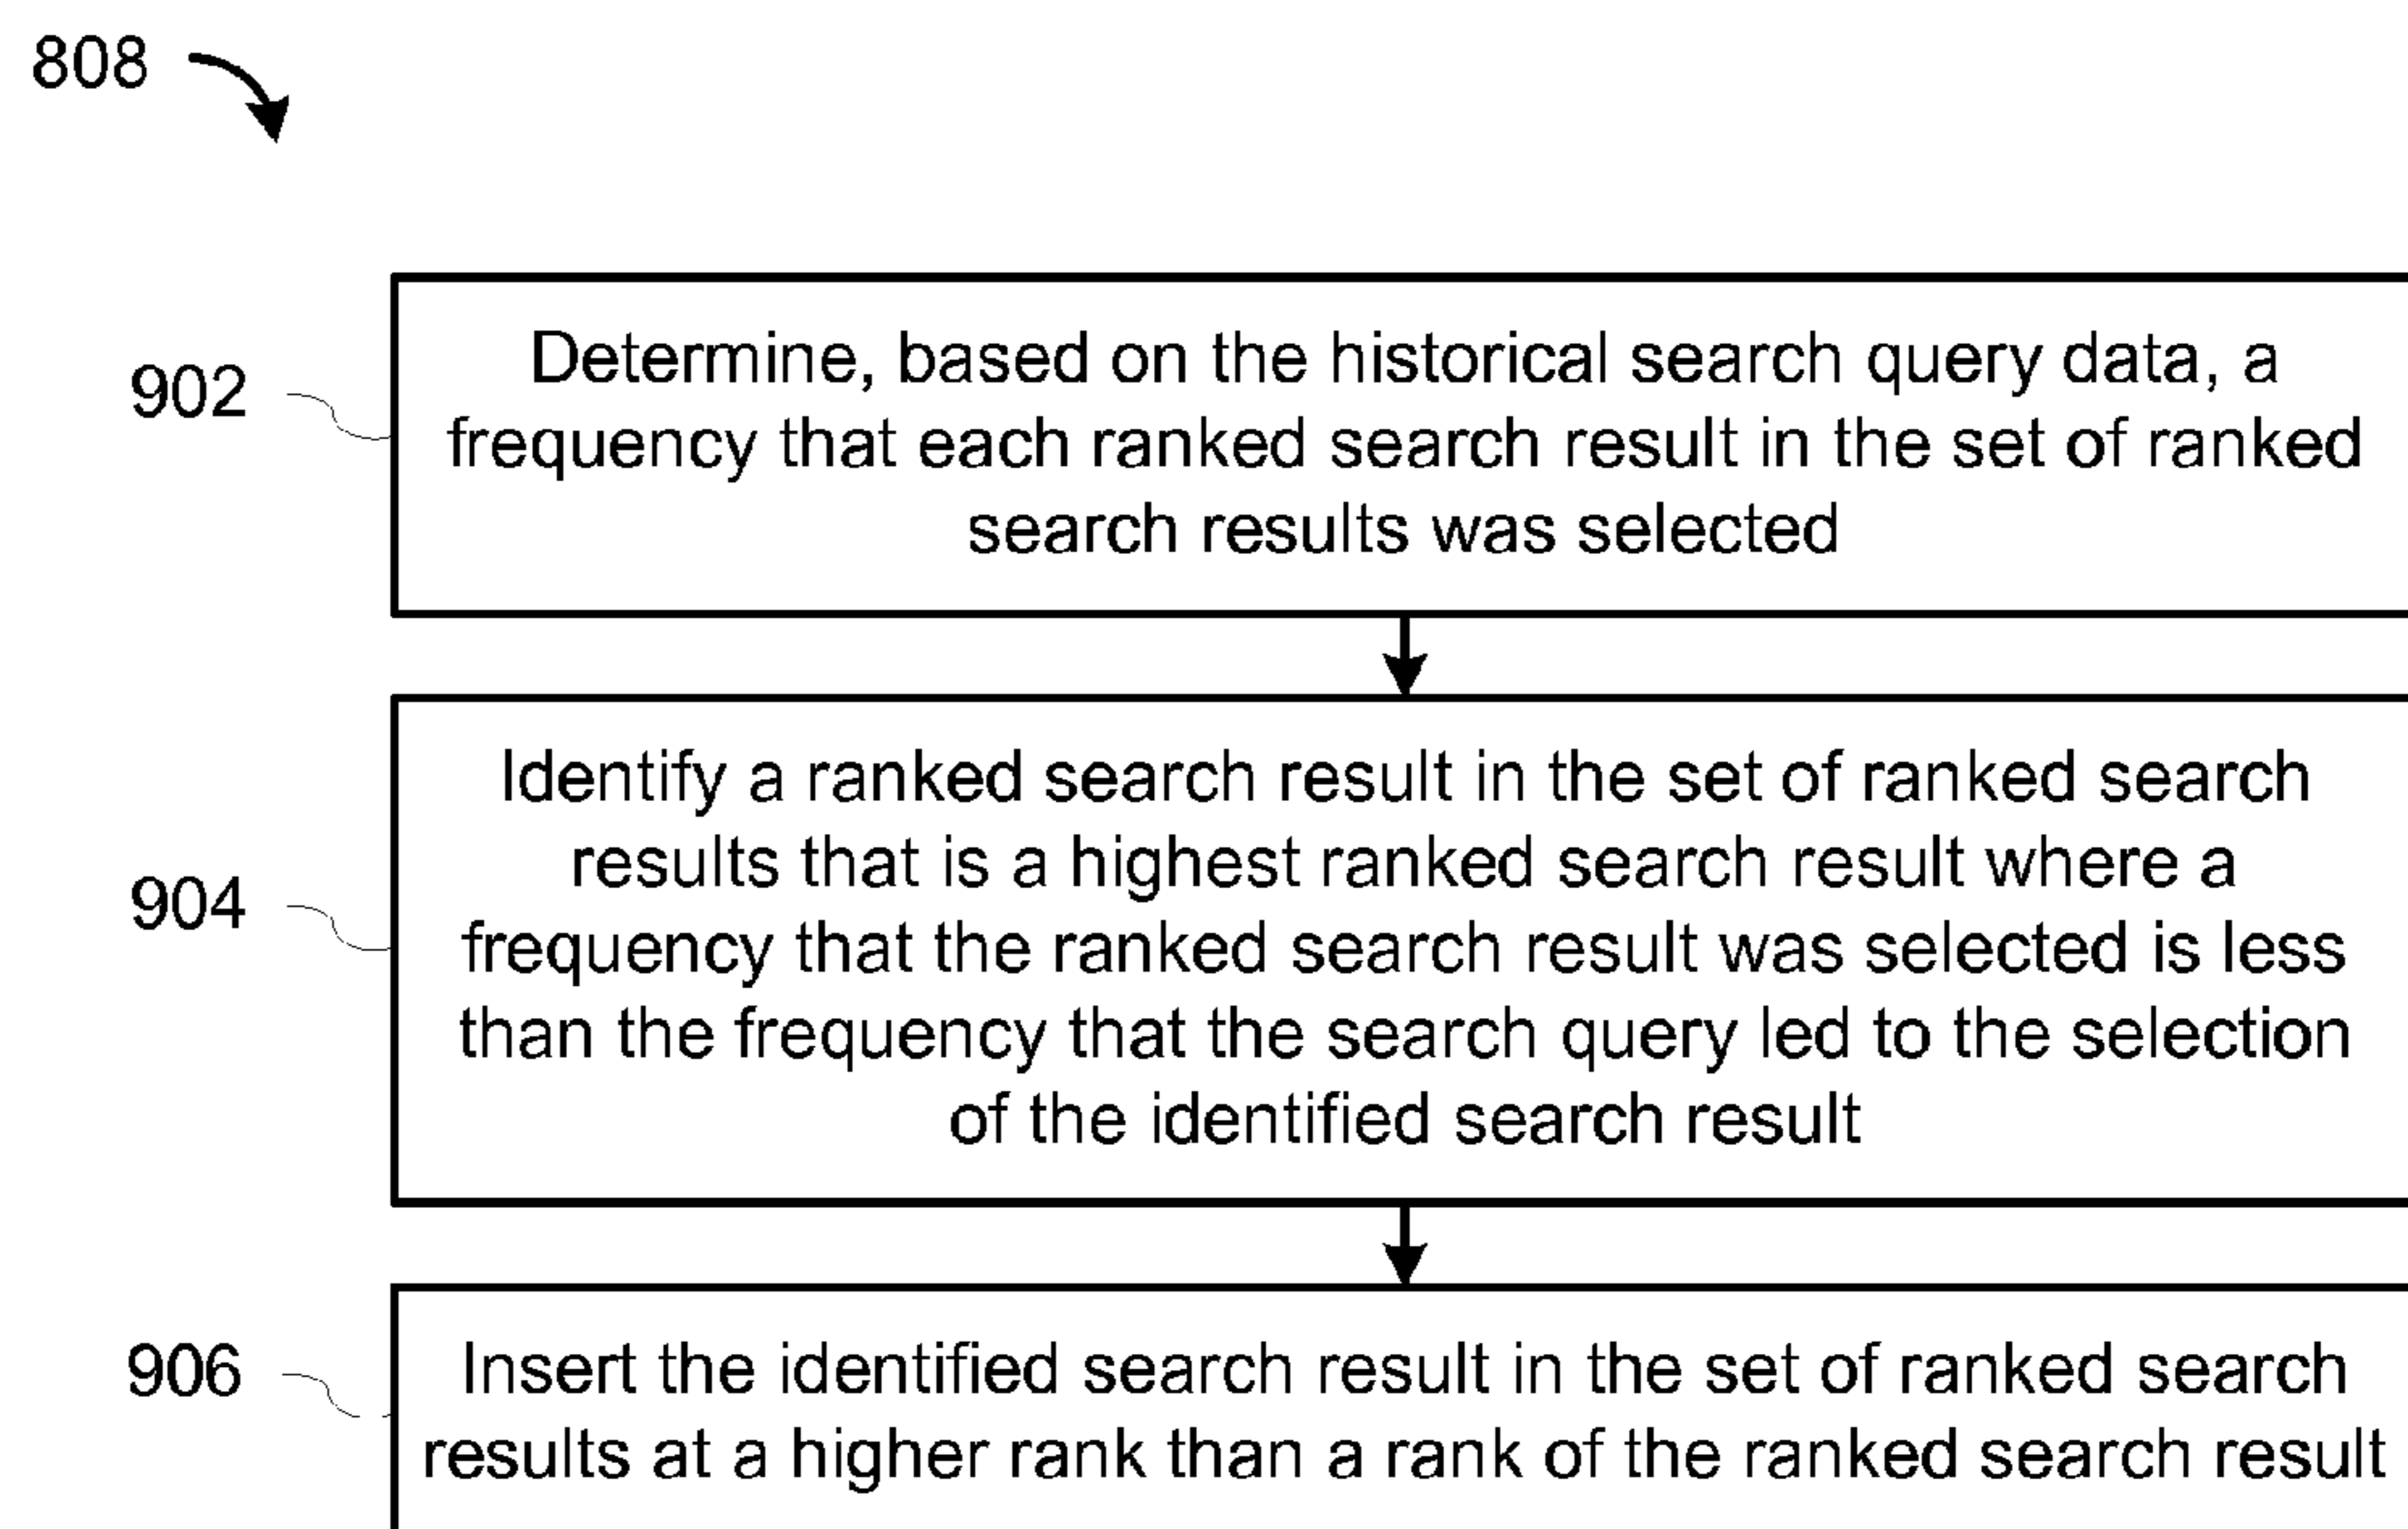 808
902
Determine, based on the historical search query data, a
frequency that each ranked search result in the set of ranked
search results was selected
904
Identify a ranked search result in the set of ranked search
results that is a highest ranked search result where a
frequency that the ranked search result was selected is less
than the frequency that the search query led to the selection
of the identified search result
906
Insert the identified search result in the set of ranked search
results at a higher rank than a rank of the ranked search result